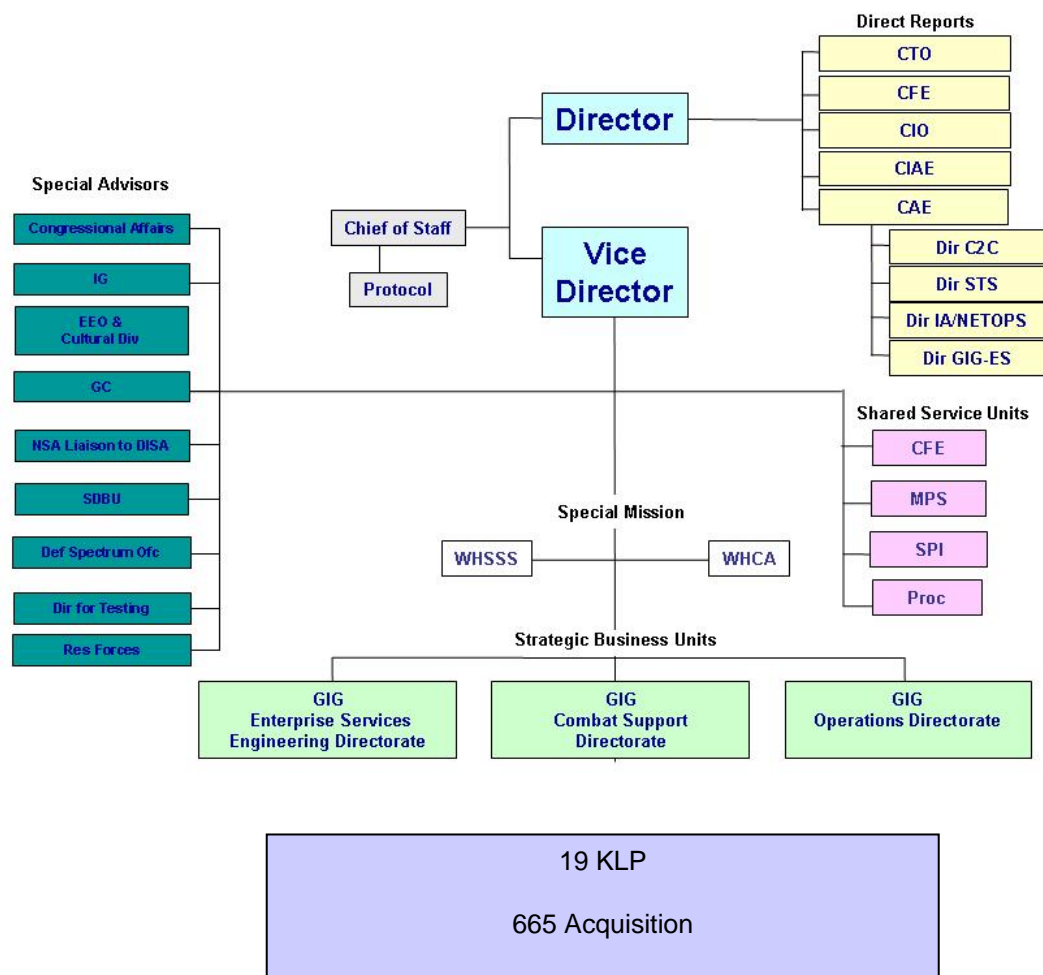 Direct Reports
CTO
CFE
CIO
CIAE
CAE
Dir C2C
Dir STS
Dir IA/NETOPS
Dir GIG-ES
Director
Chief of Staff
Protocol
Vice
Director
Special Advisors
Congressional Affairs
IG
EEO &
Cultural Div
GC
NSA Liaison to DISA
SDBU
Def Spectrum Ofc
Dir for Testing
Res Forces
Shared Service Units
CFE
MPS
SPI
Proc
Special Mission
WHSSS
WHCA
Strategic Business Units
GIG
Enterprise Services
Engineering Directorate
GIG
Combat Support
Directorate
GIG
Operations Directorate
19 KLP
665 Acquisition